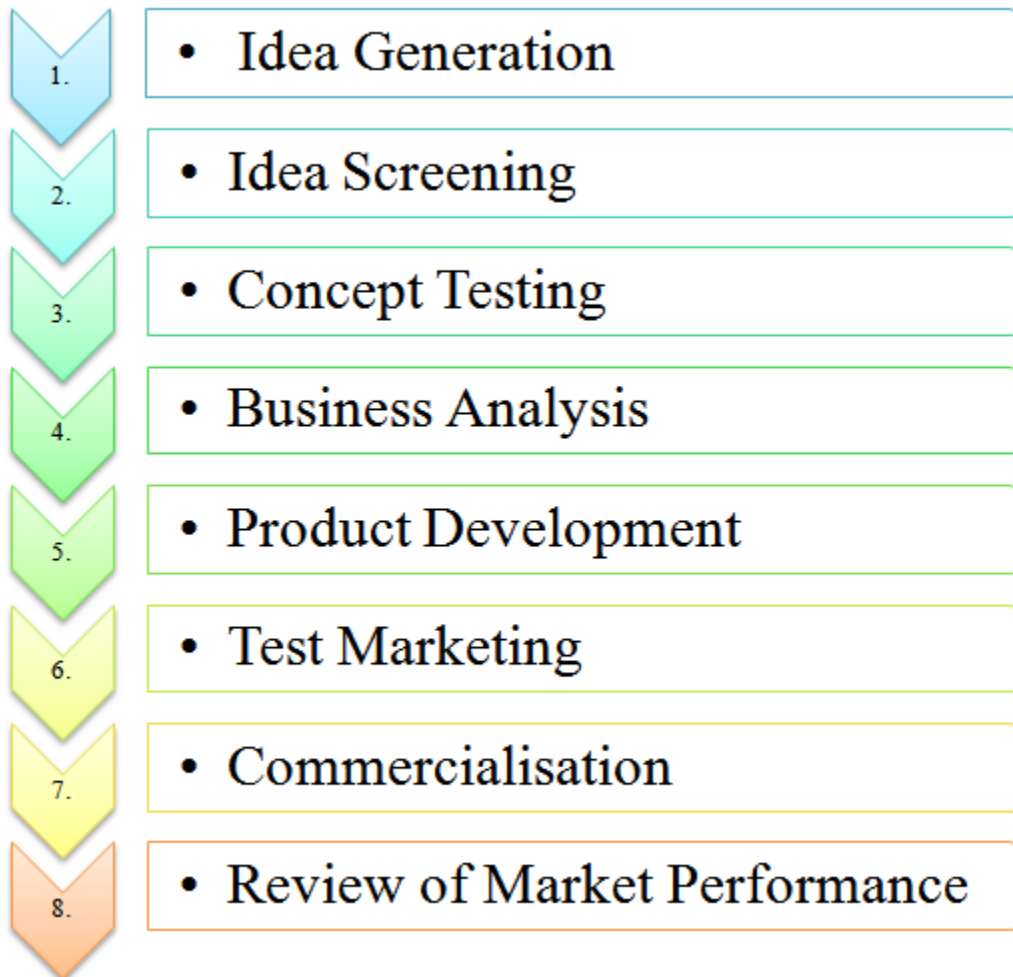 1. • Idea Generation
2. • Idea Screening
3. • Concept Testing
4. • Business Analysis
5. • Product Development
6. • Test Marketing
7. • Commercialisation
8. • Review of Market Performance